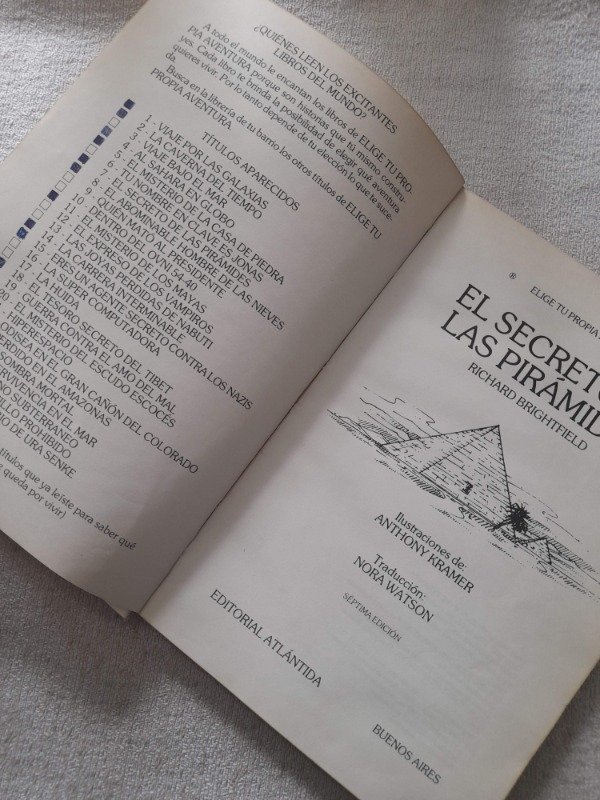 ¿QUIÉNES LEEN LOS EXCITANTES
LIBROS DEL MUNDO?
A todo el mundo le encantan los libros de ELIGE TU PRO-
PIA AVENTURA porque son historias que tú mismo constru-
yes. Cada libro te brinda la posibilidad de elegir qué aventura
quieres vivir. Por lo tanto depende de tu elección lo que te suce-
da.
Busca en la librería de tu barrio los otros títulos de ELIGE TU
PROPIA AVENTURA
TÍTULOS APARECIDOS
1 - VIAJE POR LAS GALAXIAS
2 - LA CAVERNA DEL TIEMPO
3 - VIAJE BAJO EL MAR
4 - AL SAHARA EN GLOBO
5 - EL MISTERIO DE LA CASA DE PIEDRA
6 - TU NOMBRE EN CLAVE ES JONAS
7 - EL SECRETO DE LAS PIRÁMIDES
8 - EL ABOMINABLE HOMBRE DE LAS NIEVES
9 - QUIÉN MATÓ AL PRESIDENTE
10 - DENTRO DEL OVNI 54 40
11 - EL MISTERIO DE LOS MAYAS
12 - EL EXPRESO DE LOS VAMPIROS
13 - LAS JOYAS PERDIDAS DE NABUTI
14 - LA CARRERA INTERMINABLE
15 - ERES UN AGENTE SECRETO CONTRA LOS NAZIS
16 - LA SUPER COMPUTADORA
17 - LA HUIDA
18 - EL TESORO SECRETO DEL TIBET
19 - GUERRA CONTRA EL AMO DEL MAL
20 - EL MISTERIO DEL ESCUDO ESCOCÉS
HIPERESPACIO
ODISEA EN EL GRAN CAÑÓN DEL COLORADO
ERDIDO EN EL AMAZONAS
SOMBRA MORTAL
RVIVENCIA EN EL MAR
SUBTERRÁNEO
LLO PROHIBIDO
O DE URA SENKE
títulos que ya leíste para saber qué
queda por vivir)
® ELIGE TU PROPIA
EL SECRETO
LAS PIRÁMID
RICHARD BRIGHTFIELD
Ilustraciones de:
ANTHONY KRAMER
Traducción:
NORA WATSON
SÉPTIMA EDICIÓN
EDITORIAL ATLÁNTIDA
BUENOS AIRES